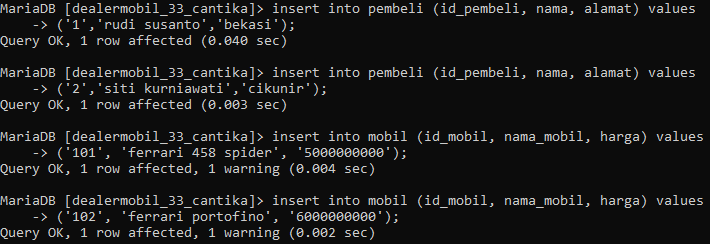 MariaDB [dealermobil_33_cantika]> insert into pembeli (id_pembeli, nama, alamat) values
    -> ('1','rudi susanto','bekasi');
Query OK, 1 row affected (0.040 sec)
MariaDB [dealermobil_33_cantika]> insert into pembeli (id_pembeli, nama, alamat) values
    -> ('2','siti kurniawati','cikunir');
Query OK, 1 row affected (0.003 sec)
MariaDB [dealermobil_33_cantika]> insert into mobil (id_mobil, nama_mobil, harga) values
    -> ('101', 'ferrari 458 spider', '5000000000');
Query OK, 1 row affected, 1 warning (0.004 sec)
MariaDB [dealermobil_33_cantika]> insert into mobil (id_mobil, nama_mobil, harga) values
    -> ('102', 'ferrari portofino', '6000000000');
Query OK, 1 row affected, 1 warning (0.002 sec)